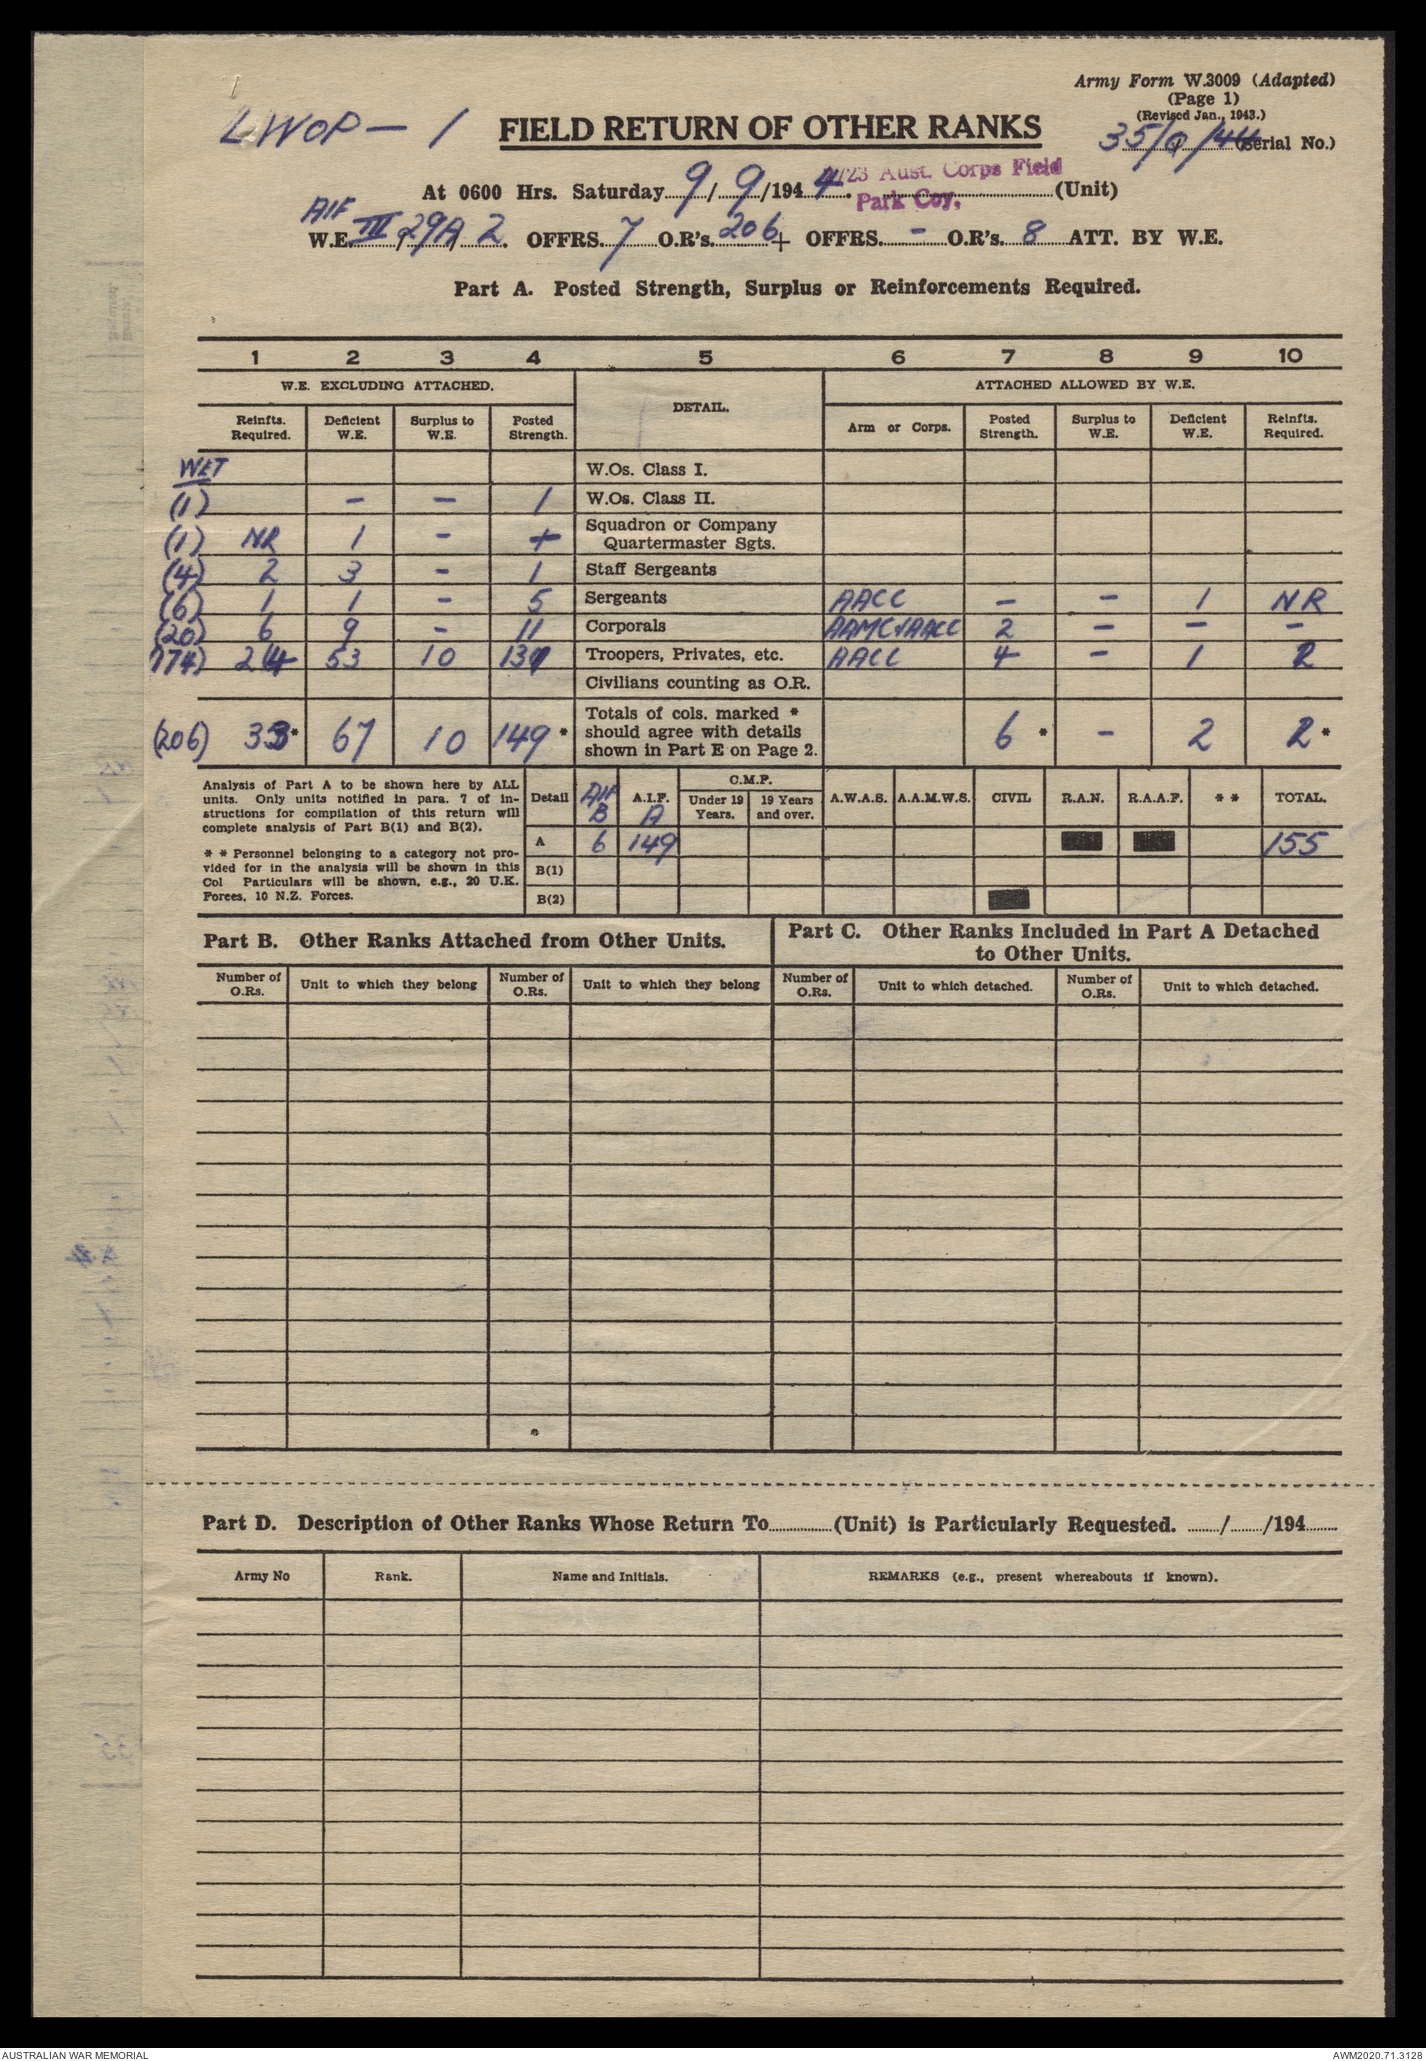 Army Form W.3009 (Adapted)
(Page 1)
(Revised Jan., 1943.)
LWOP — 1
FIELD RETURN OF OTHER RANKS
35/9/44 (Serial No.)
At 0600 Hrs. Saturday 9/9/1944. 2/23 Aust. Corps Field Park Coy. (Unit)
AIF
W.E. III 29A 2. OFFRS. 7 O.R's. 206 + OFFRS. - O.R's. 8 ATT. BY W.E.
Part A. Posted Strength, Surplus or Reinforcements Required.
1 2 3 4 5 6 7 8 9 10
W.E. EXCLUDING ATTACHED. DETAIL. ATTACHED ALLOWED BY W.E.
Reinfts. Required. Deficient W.E. Surplus to W.E. Posted Strength. Arm or Corps. Posted Strength. Surplus to W.E. Deficient W.E. Reinfts. Required.
WET W.Os. Class I.
(1) - - 1 W.Os. Class II.
(1) NR 1 - + Squadron or Company Quartermaster Sgts.
(4) 2 3 - 1 Staff Sergeants
(6) 1 1 - 5 Sergeants AACC - - 1 NR
(20) 6 9 - 11 Corporals AAMC & AACC 2 - - -
(174) 24 53 10 131 Troopers, Privates, etc. AACC 4 - 1 2
Civilians counting as O.R.
(206) 33* 67 10 149* Totals of cols. marked * should agree with details shown in Part E on Page 2. 6* - 2 2*
Analysis of Part A to be shown here by ALL
units. Only units notified in para. 7 of in-
structions for compilation of this return will
complete analysis of Part B(1) and B(2).
* * Personnel belonging to a category not pro-
vided for in the analysis will be shown in this
Col Particulars will be shown, e.g., 20 U.K.
Forces, 10 N.Z. Forces.
Detail AIF B A.I.F. A C.M.F. Under 19 Years. 19 Years and over. A.W.A.S. A.A.M.W.S. CIVIL R.A.N. R.A.A.F. * * TOTAL.
A 6 149 155
B(1)
B(2)
Part B. Other Ranks Attached from Other Units.
Part C. Other Ranks Included in Part A Detached
to Other Units.
Number of O.Rs. Unit to which they belong Number of O.Rs. Unit to which they belong Number of O.Rs. Unit to which detached. Number of O.Rs. Unit to which detached.
Part D. Description of Other Ranks Whose Return To............(Unit) is Particularly Requested. ......./......./194.......
Army No Rank. Name and Initials. REMARKS (e.g., present whereabouts if known).
AUSTRALIAN WAR MEMORIAL AWM2020.71.3128